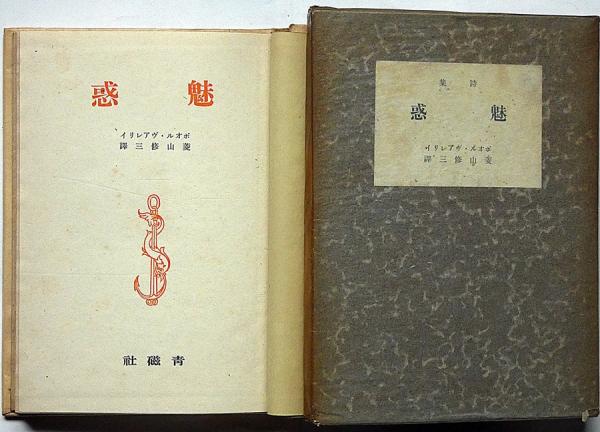 魅惑
ポオル・ヴアレリイ
菱山修三譯
青磁社
詩集
魅惑
ポオル・ヴアレリイ
菱山修三譯